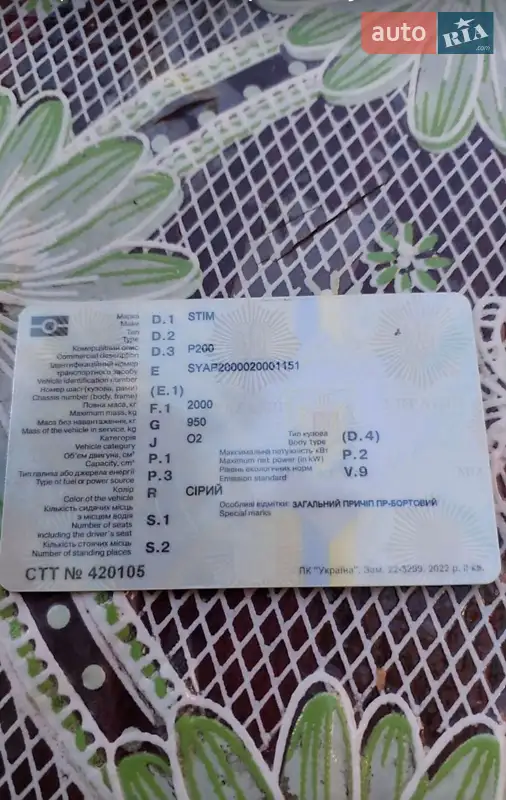 auto RIA .com
Марка
Make D.1 STIM
Тип
Type D.2
Комерційний опис
Commercial description D.3 P200
Ідентифікаційний номер
транспортного засобу
Vehicle identification number E SYAP2000020001151
Номер шасі (кузова, рами)
Chassis number (body, frame) (E.1)
Повна маса, кг
Maximum mass, kg F.1 2000
Маса без навантаження, кг
Mass of the vehicle in service, kg G 950
Категорія
Vehicle category J O2
Тип кузова
Body type (D.4)
Об'єм двигуна, см³
Capacity, cm³ P.1
Максимальна потужність кВт
Maximum net. power (in kW) P.2
Тип палива або джерела енергії
Type of fuel or power source P.3
Рівень екологічних норм
Emission standard V.9
Колір
Color of the vehicle R СІРИЙ
Особливі відмітки: ЗАГАЛЬНИЙ ПРИЧІП ПР-БОРТОВИЙ
Special marks
Кількість сидячих місць
з місцем водія
Number of seats
including the driver's seat S.1
Кількість стоячих місць
Number of standing places S.2
СТТ № 420105
ПК "Україна". Зам. 22-3299. 2022 р. II кв.